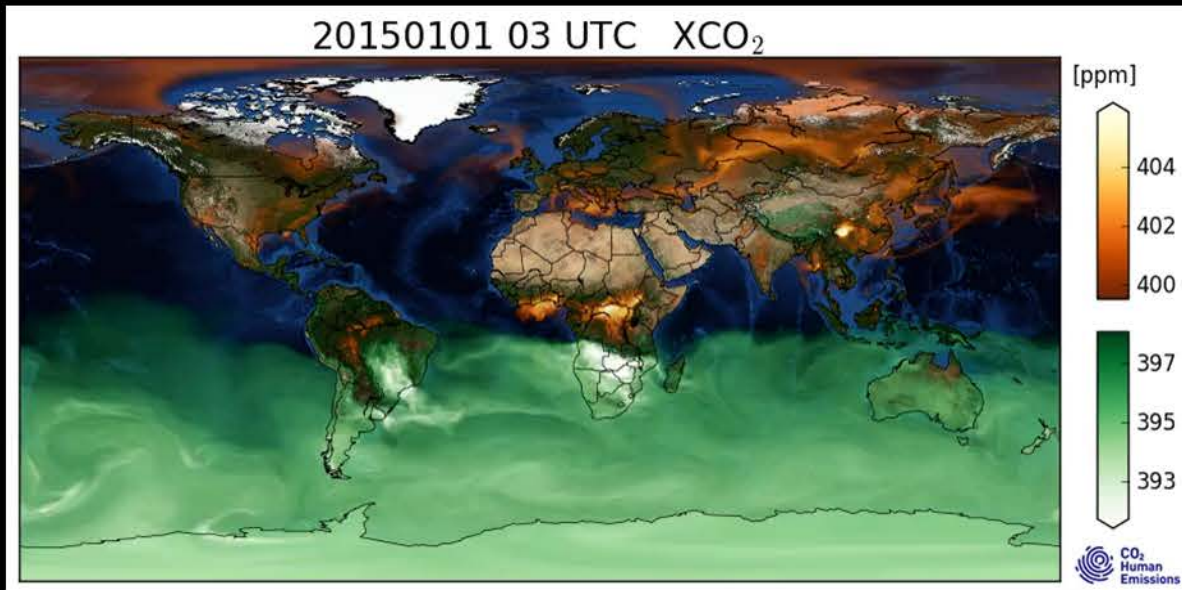 20150101 03 UTC XCO₂
[ppm]
404
402
400
397
395
393
CO₂
Human
Emissions